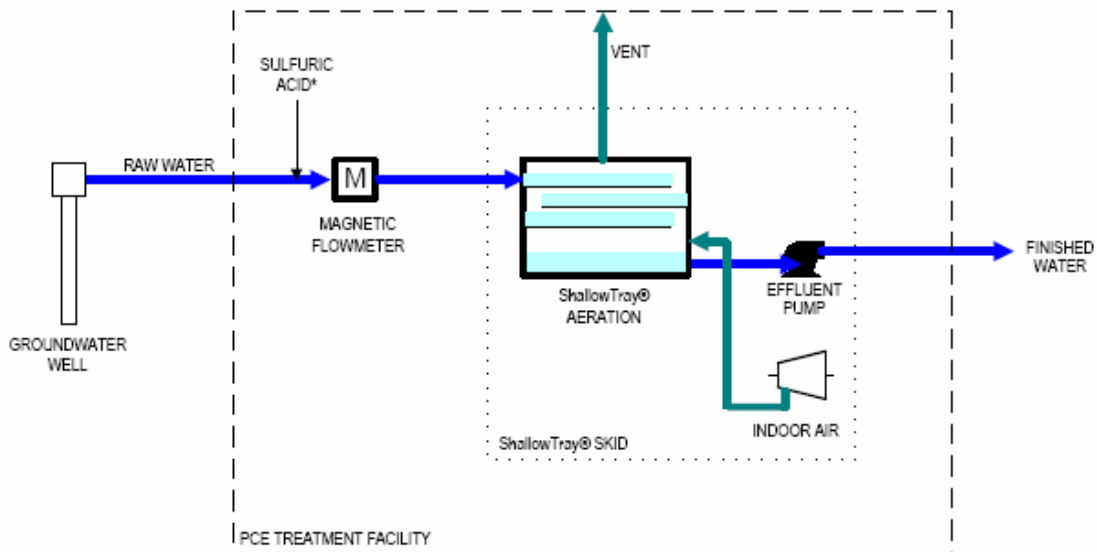 VENT
SULFURIC
ACID*
RAW WATER
M
MAGNETIC
FLOWMETER
FINISHED
WATER
EFFLUENT
PUMP
ShallowTray®
AERATION
GROUNDWATER
WELL
INDOOR AIR
ShallowTray® SKID
PCE TREATMENT FACILITY